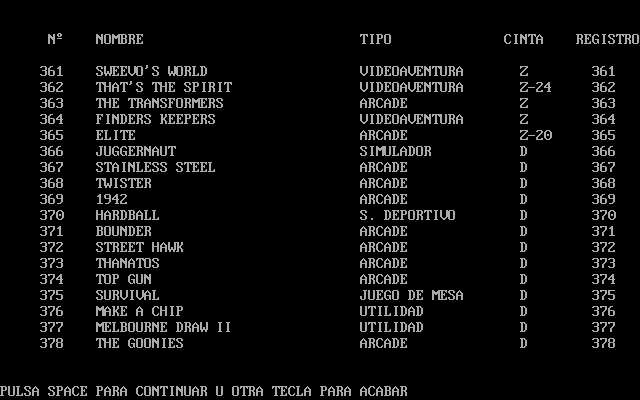 Nº NOMBRE TIPO CINTA REGISTRO
361 SWEEVO'S WORLD VIDEOAVENTURA Z 361
362 THAT'S THE SPIRIT VIDEOAVENTURA Z-24 362
363 THE TRANSFORMERS ARCADE Z 363
364 FINDERS KEEPERS VIDEOAVENTURA Z 364
365 ELITE ARCADE Z-20 365
366 JUGGERNAUT SIMULADOR D 366
367 STAINLESS STEEL ARCADE D 367
368 TWISTER ARCADE D 368
369 1942 ARCADE D 369
370 HARDBALL S. DEPORTIVO D 370
371 BOUNDER ARCADE D 371
372 STREET HAWK ARCADE D 372
373 THANATOS ARCADE D 373
374 TOP GUN ARCADE D 374
375 SURVIVAL JUEGO DE MESA D 375
376 MAKE A CHIP UTILIDAD D 376
377 MELBOURNE DRAW II UTILIDAD D 377
378 THE GOONIES ARCADE D 378
PULSA SPACE PARA CONTINUAR U OTRA TECLA PARA ACABAR